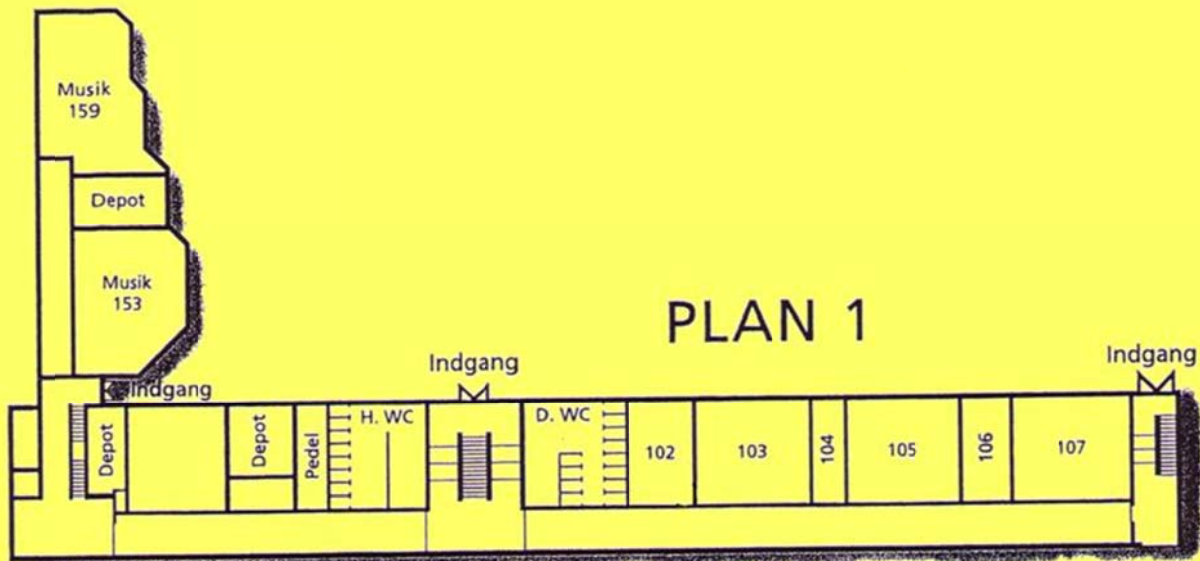 Musik
159
Depot
Musik
153
PLAN 1
Indgang
Indgang
Indgang
Depot
Depot
Pedel
H. WC
D. WC
102
103
104
105
106
107